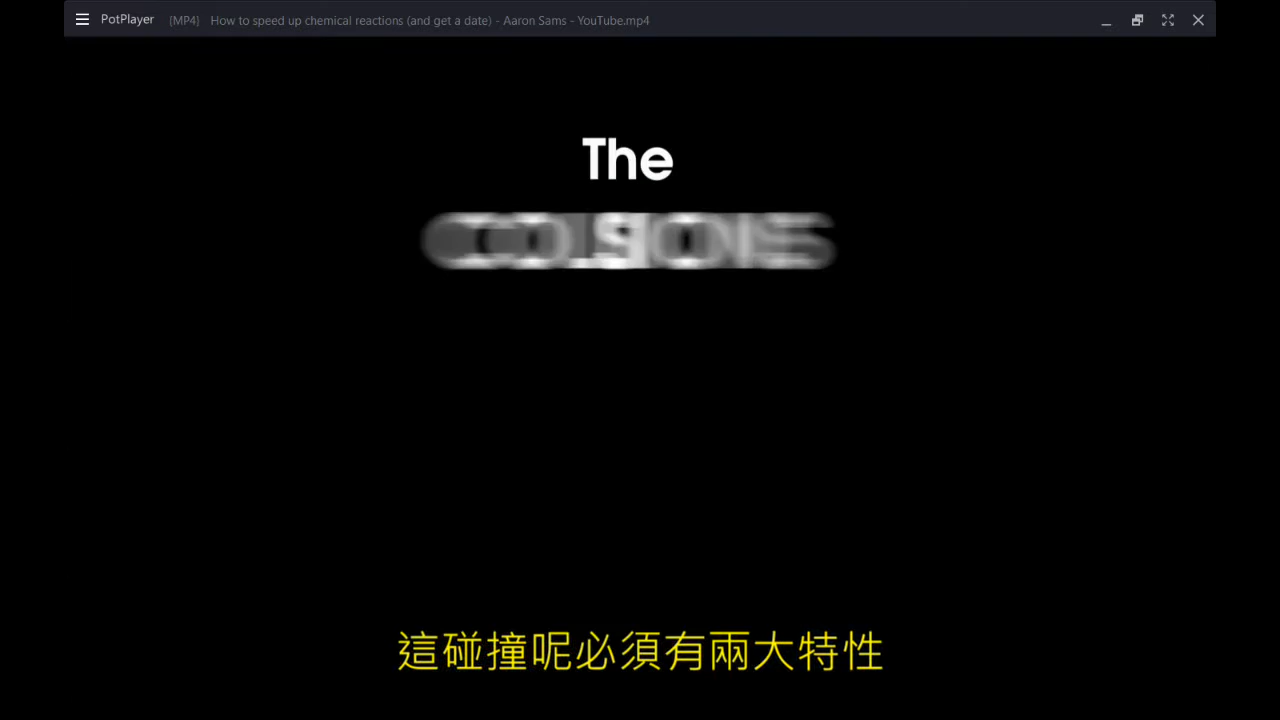 PotPlayer [MP4] How to speed up chemical reactions (and get a date) - Aaron Sams - YouTube.mp4
The
這碰撞呢必須有兩大特性